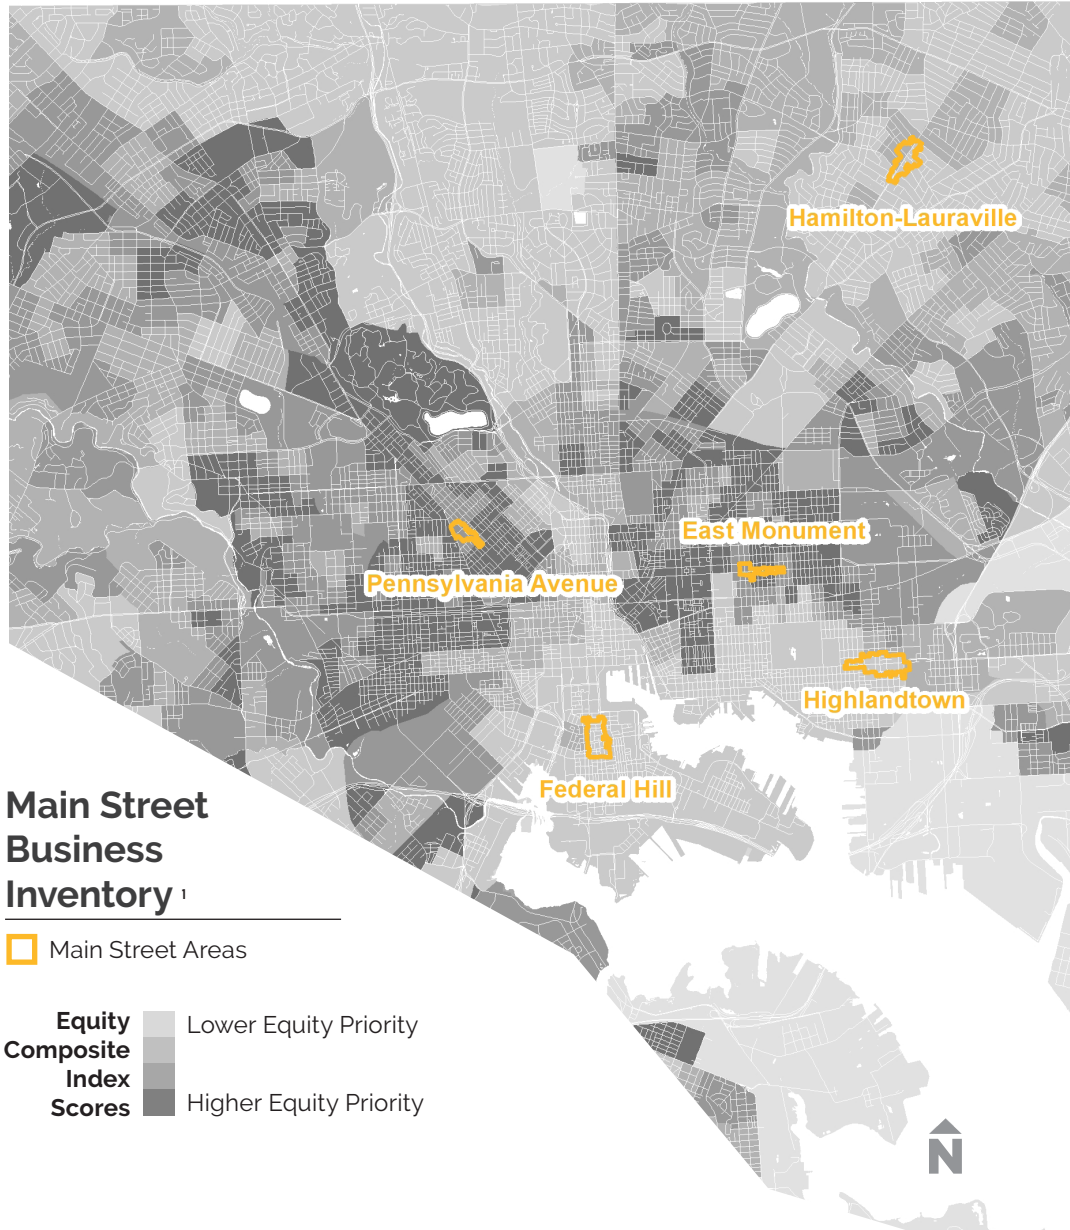 Hamilton-Lauraville
East Monument
Pennsylvania Avenue
Highlandtown
Federal Hill
Main Street
Business
Inventory 1
Main Street Areas
Equity
Composite
Index
Scores
Lower Equity Priority
Higher Equity Priority
N